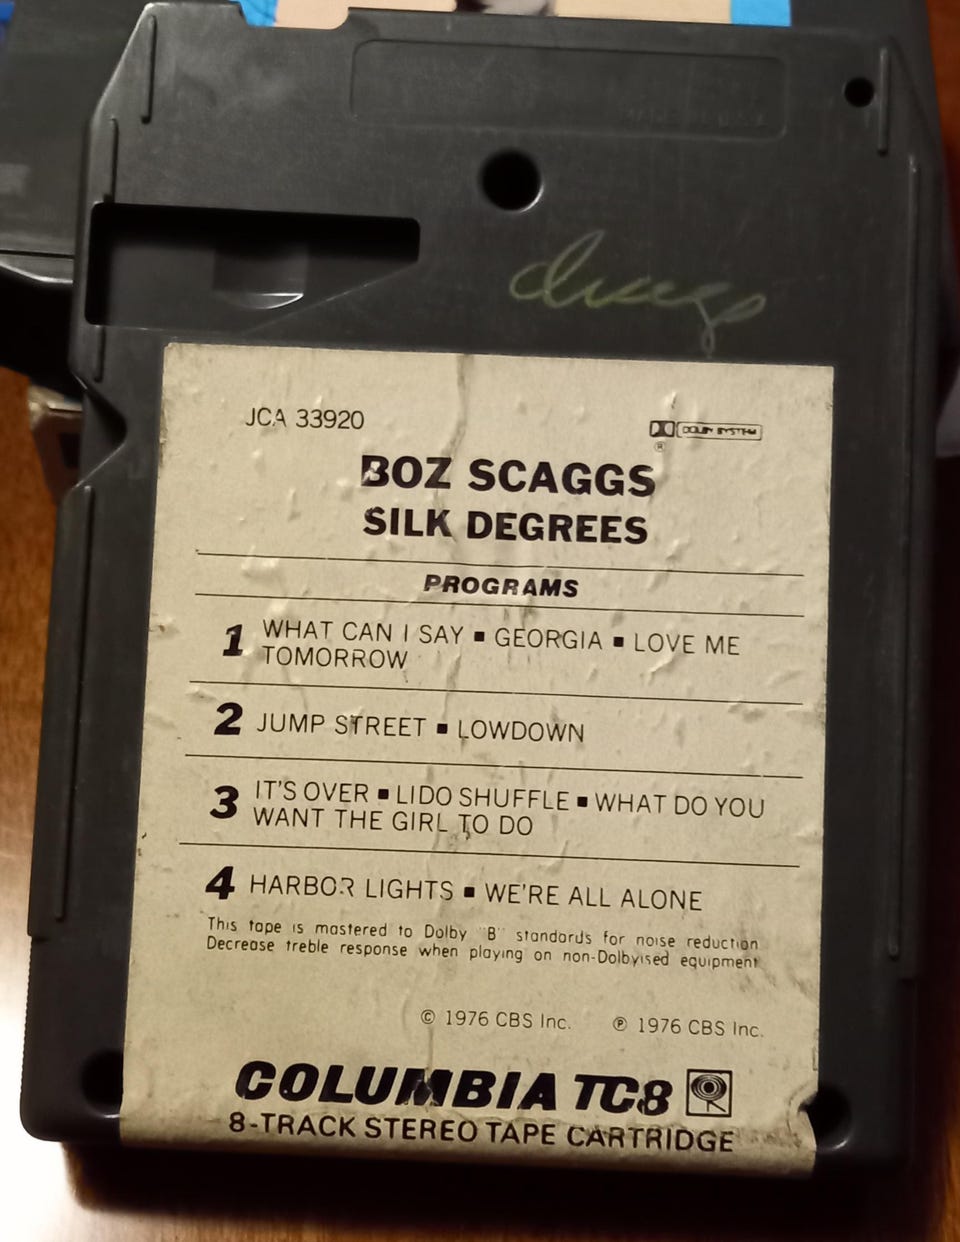 JCA 33920
DOLBY SYSTEM
®
BOZ SCAGGS
SILK DEGREES
PROGRAMS
1 WHAT CAN I SAY ▪ GEORGIA ▪ LOVE ME
TOMORROW
2 JUMP STREET ▪ LOWDOWN
3 IT'S OVER ▪ LIDO SHUFFLE ▪ WHAT DO YOU
WANT THE GIRL TO DO
4 HARBOR LIGHTS ▪ WE'RE ALL ALONE
This tape is mastered to Dolby "B" standards for noise reduction
Decrease treble response when playing on non-Dolbyised equipment
© 1976 CBS Inc. ℗ 1976 CBS Inc.
COLUMBIA TC8
8-TRACK STEREO TAPE CARTRIDGE